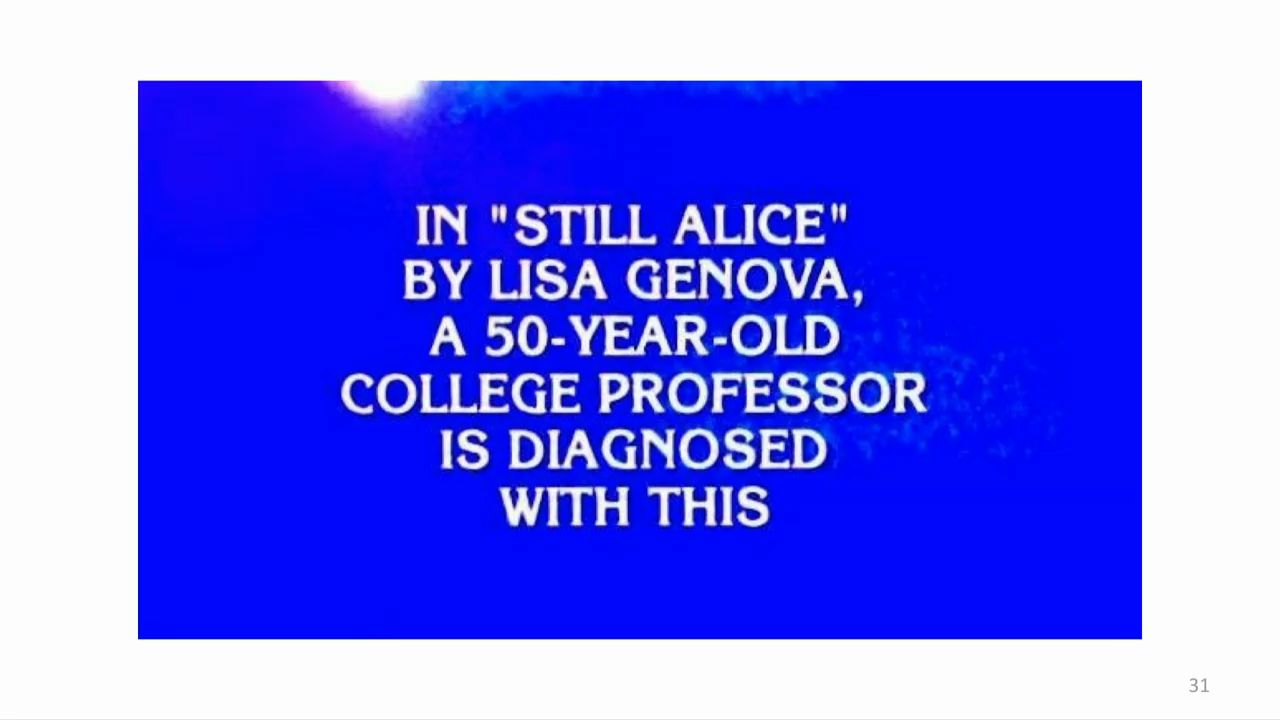 IN "STILL ALICE"
BY LISA GENOVA,
A 50-YEAR-OLD
COLLEGE PROFESSOR
IS DIAGNOSED
WITH THIS
31